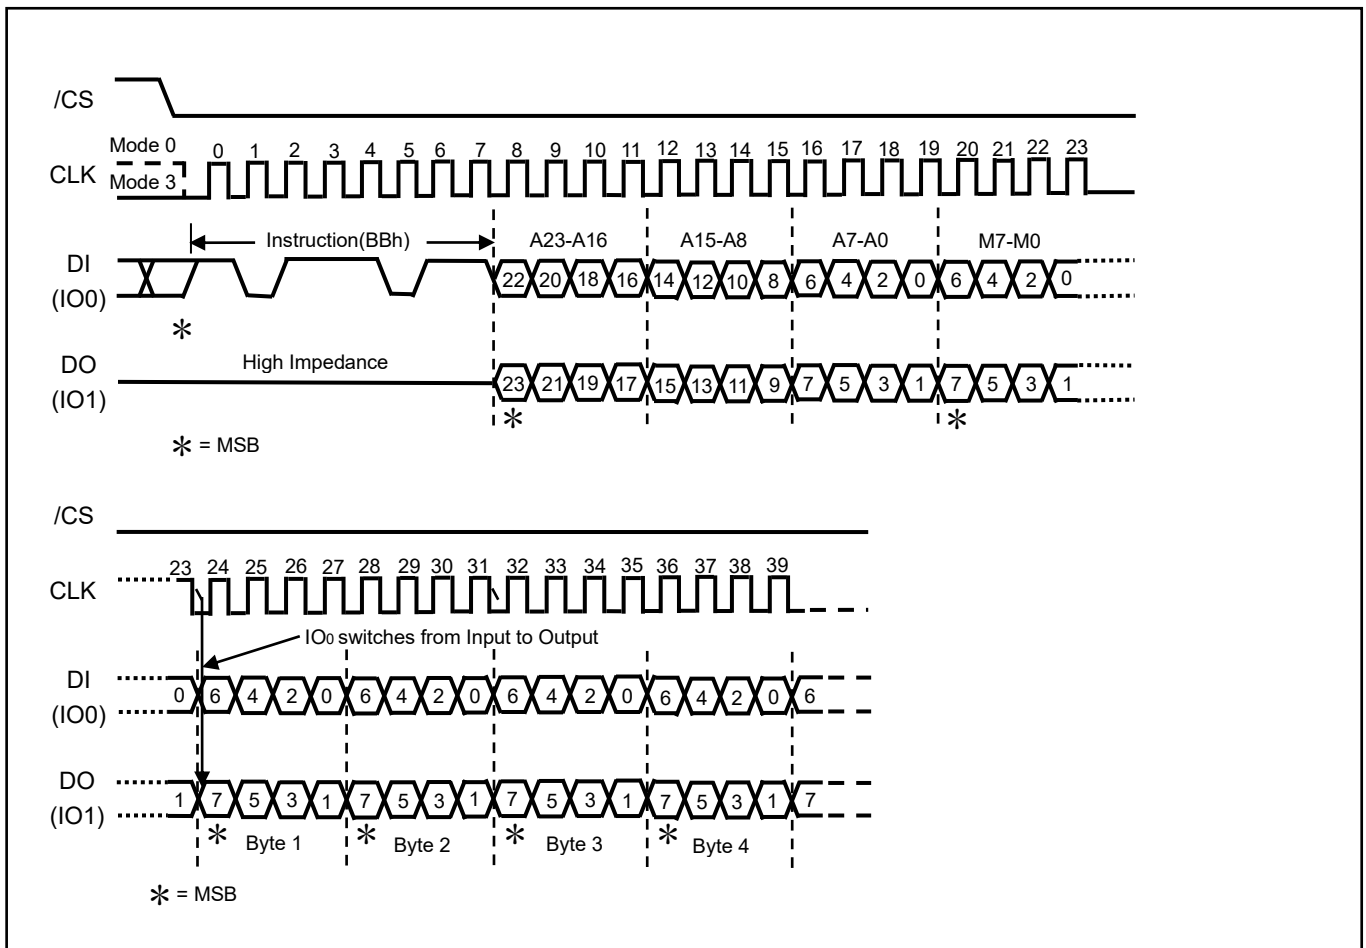 /CS
Mode 0
0 1 2 3 4 5 6 7 8 9 10 11 12 13 14 15 16 17 18 19 20 21 22 23
CLK
Mode 3
Instruction(BBh) A23-A16 A15-A8 A7-A0 M7-M0
DI
(IO0)
22 20 18 16 14 12 10 8 6 4 2 0 6 4 2 0
*
High Impedance
DO
(IO1)
23 21 19 17 15 13 11 9 7 5 3 1 7 5 3 1
* *
* = MSB
/CS
23 24 25 26 27 28 29 30 31 32 33 34 35 36 37 38 39
CLK
IO0 switches from Input to Output
DI
(IO0)
0 6 4 2 0 6 4 2 0 6 4 2 0 6 4 2 0 6
DO
(IO1)
1 7 5 3 1 7 5 3 1 7 5 3 1 7 5 3 1 7
* Byte 1 * Byte 2 * Byte 3 * Byte 4
* = MSB